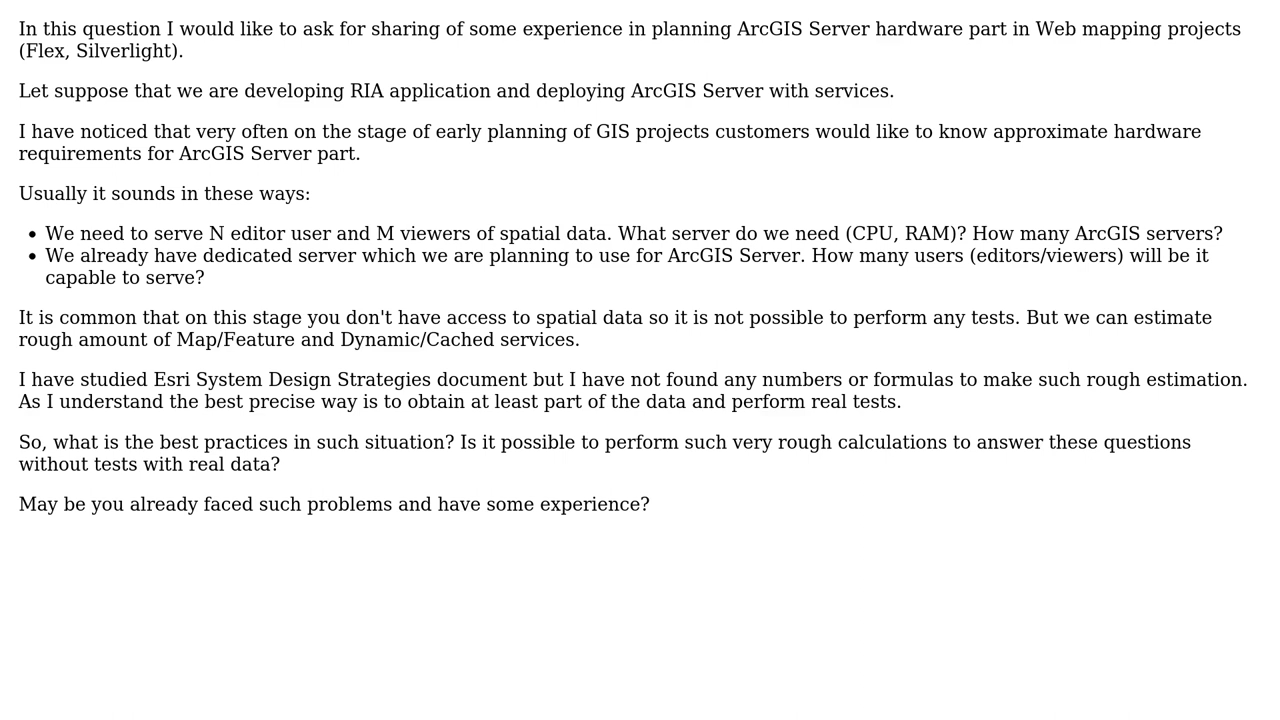 In this question I would like to ask for sharing of some experience in planning ArcGIS Server hardware part in Web mapping projects
(Flex, Silverlight).
Let suppose that we are developing RIA application and deploying ArcGIS Server with services.
I have noticed that very often on the stage of early planning of GIS projects customers would like to know approximate hardware
requirements for ArcGIS Server part.
Usually it sounds in these ways:
• We need to serve N editor user and M viewers of spatial data. What server do we need (CPU, RAM)? How many ArcGIS servers?
• We already have dedicated server which we are planning to use for ArcGIS Server. How many users (editors/viewers) will be it
capable to serve?
It is common that on this stage you don't have access to spatial data so it is not possible to perform any tests. But we can estimate
rough amount of Map/Feature and Dynamic/Cached services.
I have studied Esri System Design Strategies document but I have not found any numbers or formulas to make such rough estimation.
As I understand the best precise way is to obtain at least part of the data and perform real tests.
So, what is the best practices in such situation? Is it possible to perform such very rough calculations to answer these questions
without tests with real data?
May be you already faced such problems and have some experience?